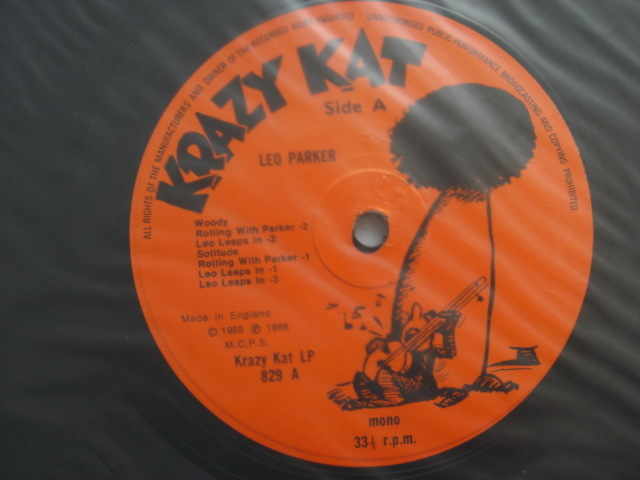 ALL RIGHTS OF THE MANUFACTURERS AND OWNER OF THE RECORDED WORK RESERVED UNAUTHORISED PUBLIC PERFORMANCE BROADCASTING AND COPYING PROHIBITED
KRAZY KAT
Side A
LEO PARKER
Woody
Rolling With Parker -2
Leo Leaps In -2
Solitude
Rolling With Parker -1
Leo Leaps In -1
Leo Leaps In -3
Made in England
© 1988 ℗ 1988
M.C.P.S.
Krazy Kat LP
829 A
mono
33⅓ r.p.m.